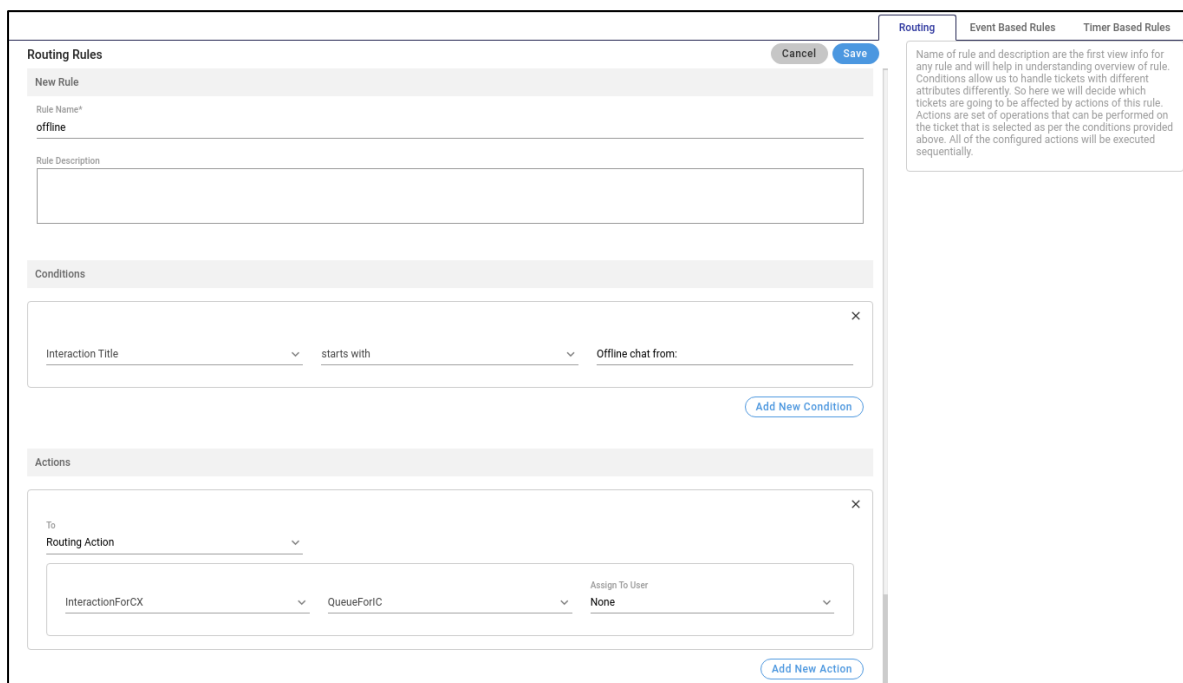 Routing
Event Based Rules
Timer Based Rules
Routing Rules
Cancel
Save
New Rule
Rule Name*
offline
Rule Description
Conditions
Interaction Title
starts with
Offline chat from:
Add New Condition
Actions
To
Routing Action
InteractionForCX
QueueForIC
Assign To User
None
Add New Action
Name of rule and description are the first view info for
any rule and will help in understanding overview of rule.
Conditions allow us to handle tickets with different
attributes differently. So here we will decide which
tickets are going to be affected by actions of this rule.
Actions are set of operations that can be performed on
the ticket that is selected as per the conditions provided
above. All of the configured actions will be executed
sequentially.